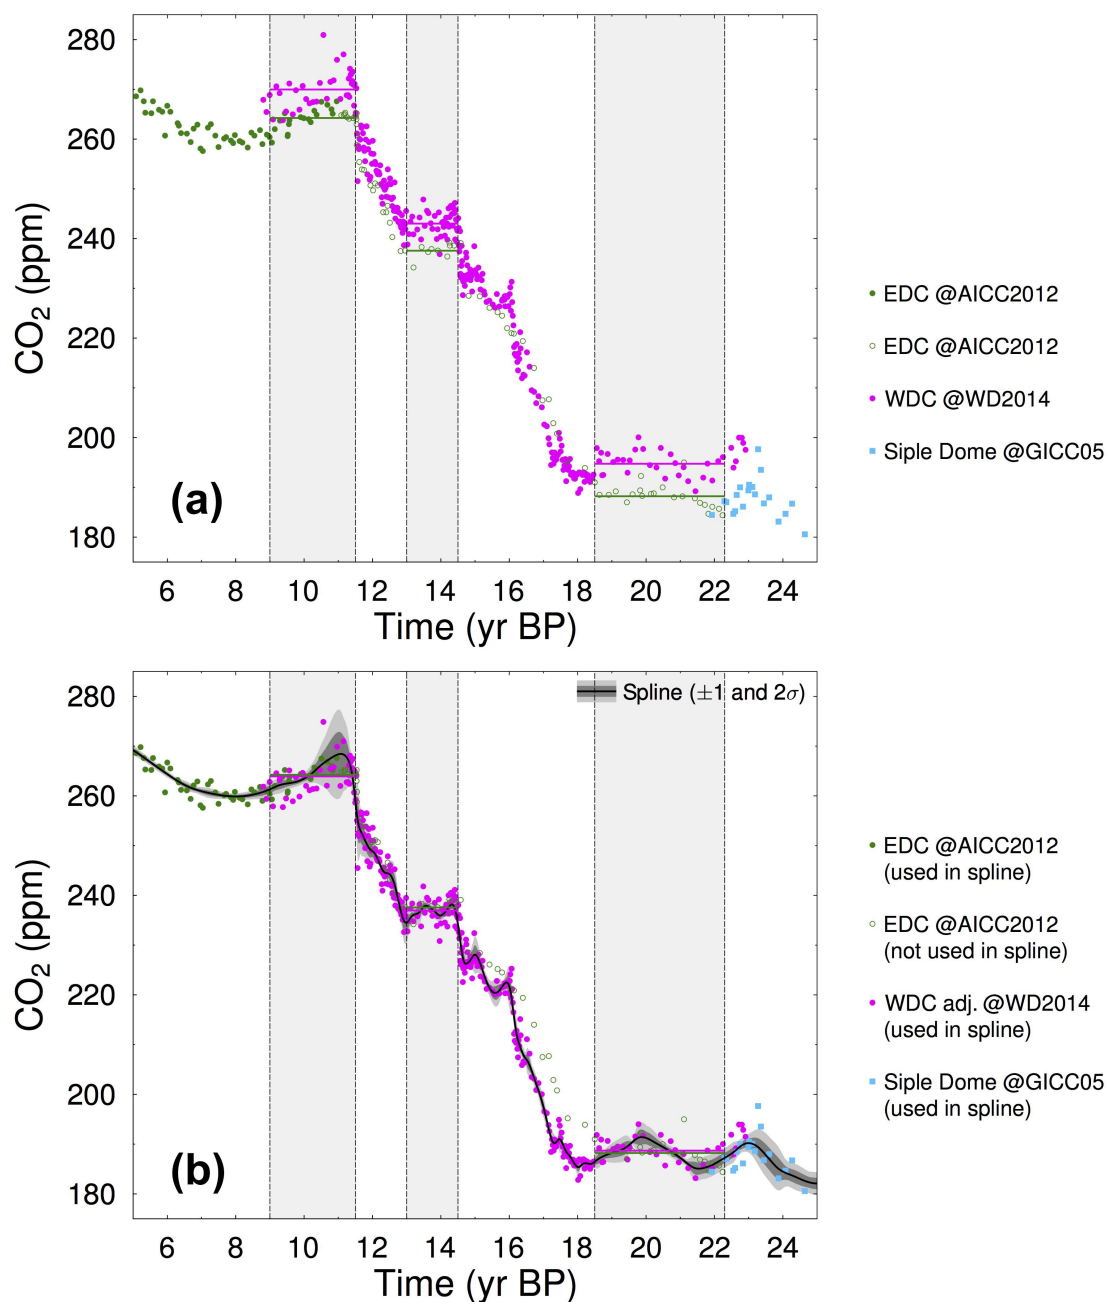 280
260
240
220
200
180
CO2 (ppm)
(a)
6 8 10 12 14 16 18 20 22 24
Time (yr BP)
EDC @AICC2012
EDC @AICC2012
WDC @WD2014
Siple Dome @GICC05
Spline (±1 and 2σ)
280
260
240
220
200
180
CO2 (ppm)
(b)
6 8 10 12 14 16 18 20 22 24
Time (yr BP)
EDC @AICC2012
(used in spline)
EDC @AICC2012
(not used in spline)
WDC adj. @WD2014
(used in spline)
Siple Dome @GICC05
(used in spline)